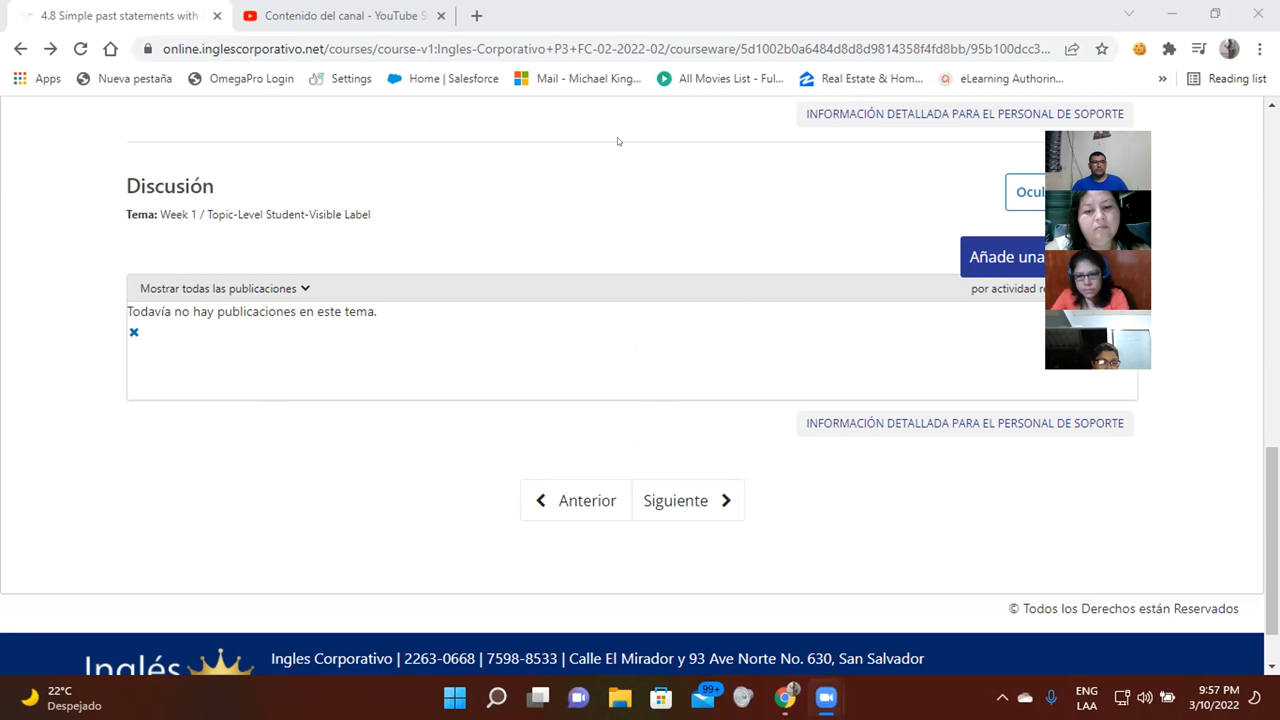 4.8 Simple past statements with
Contenido del canal - YouTube S
online.inglescorporativo.net/courses/course-v1:Ingles-Corporativo+P3+FC-02-2022-02/courseware/5d1002b0a6484d8d8d9814358f4fd8bb/95b100dcc3...
Apps
Nueva pestaña
OmegaPro Login
Settings
Home | Salesforce
Mail - Michael King...
All Movies List - Ful...
Real Estate & Hom...
eLearning Authorin...
»
Reading list
INFORMACIÓN DETALLADA PARA EL PERSONAL DE SOPORTE
Discusión
Ocul
Tema: Week 1 / Topic-Level Student-Visible Label
Añade una
Mostrar todas las publicaciones
por actividad re
Todavía no hay publicaciones en este tema.
INFORMACIÓN DETALLADA PARA EL PERSONAL DE SOPORTE
Anterior
Siguiente
© Todos los Derechos están Reservados
Inglés
Ingles Corporativo | 2263-0668 | 7598-8533 | Calle El Mirador y 93 Ave Norte No. 630, San Salvador
22°C
Despejado
99+
ENG
LAA
9:57 PM
3/10/2022